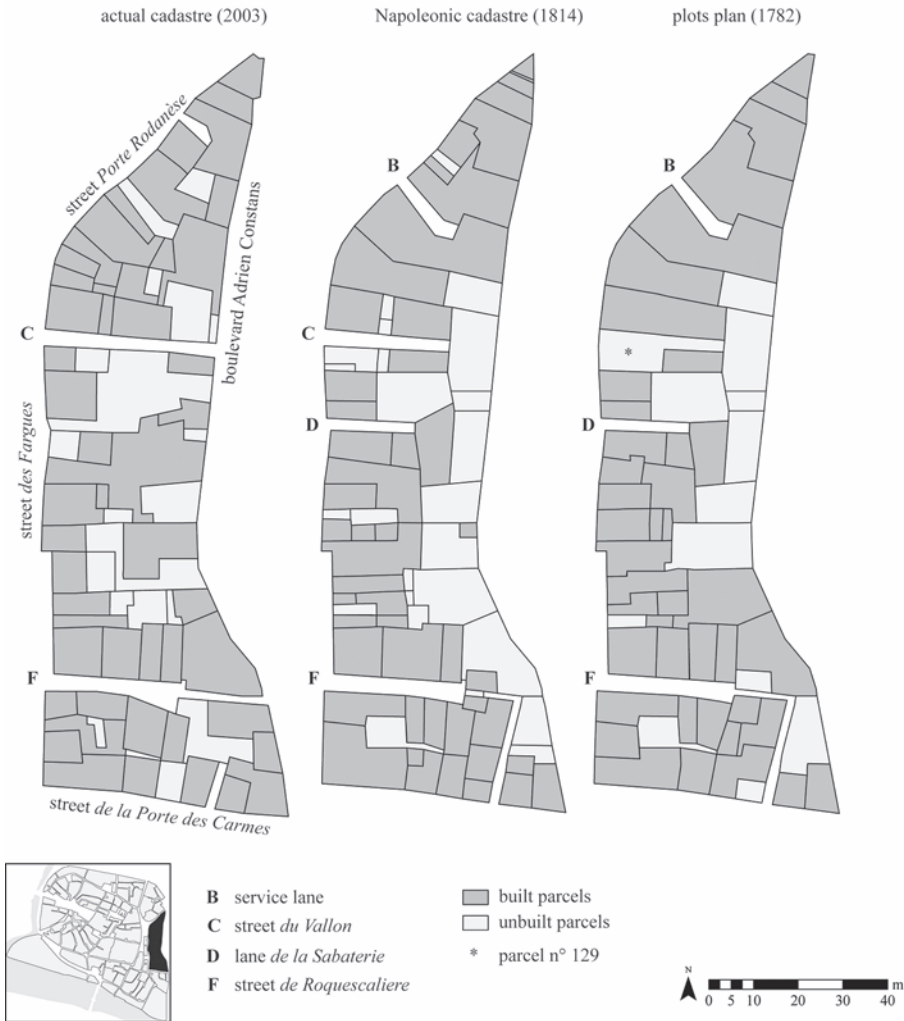 actual cadastre (2003)
Napoleonic cadastre (1814)
plots plan (1782)
street Porte Rodanèse
boulevard Adrien Constans
B
B
C
C
*
street des Fargues
D
D
F
F
F
street de la Porte des Carmes
B service lane
C street du Vallon
D lane de la Sabaterie
F street de Roquescaliere
built parcels
unbuilt parcels
* parcel n° 129
N
m
0 5 10 20 30 40